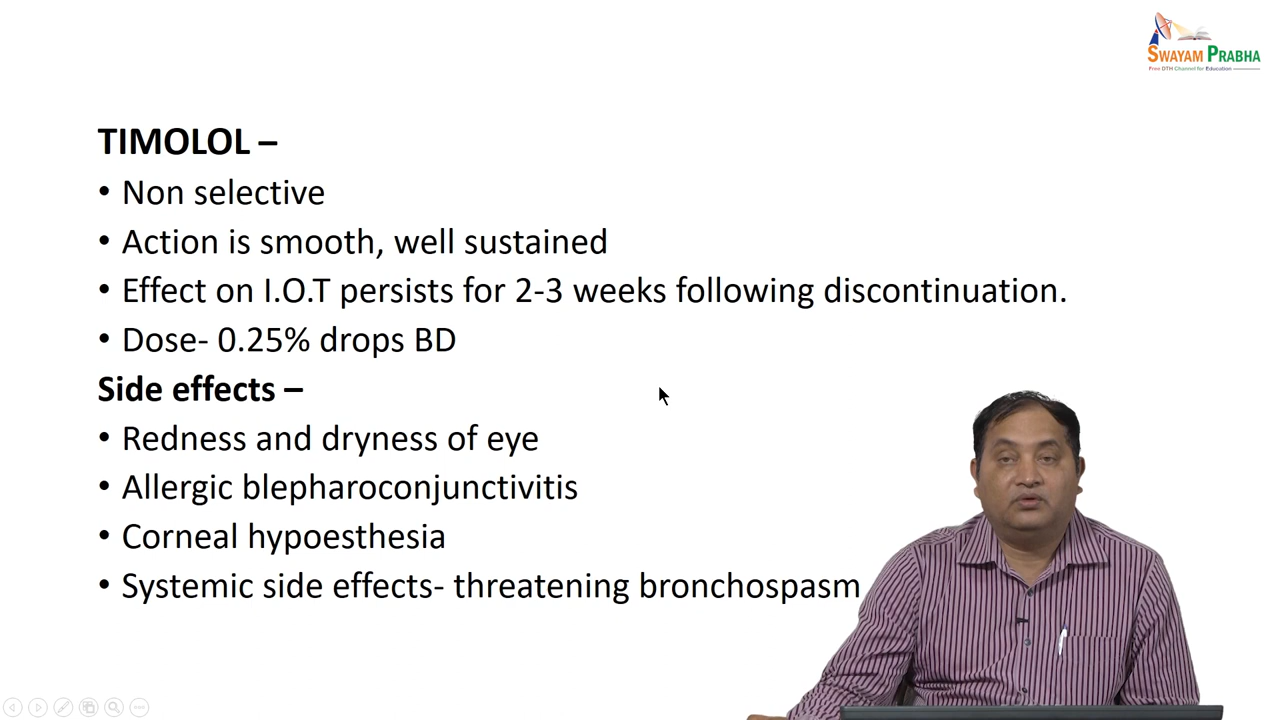 SWAYAM PRABHA
Free DTH Channel for Education
TIMOLOL –
• Non selective
• Action is smooth, well sustained
• Effect on I.O.T persists for 2-3 weeks following discontinuation.
• Dose- 0.25% drops BD
Side effects –
• Redness and dryness of eye
• Allergic blepharoconjunctivitis
• Corneal hypoesthesia
• Systemic side effects- threatening bronchospasm